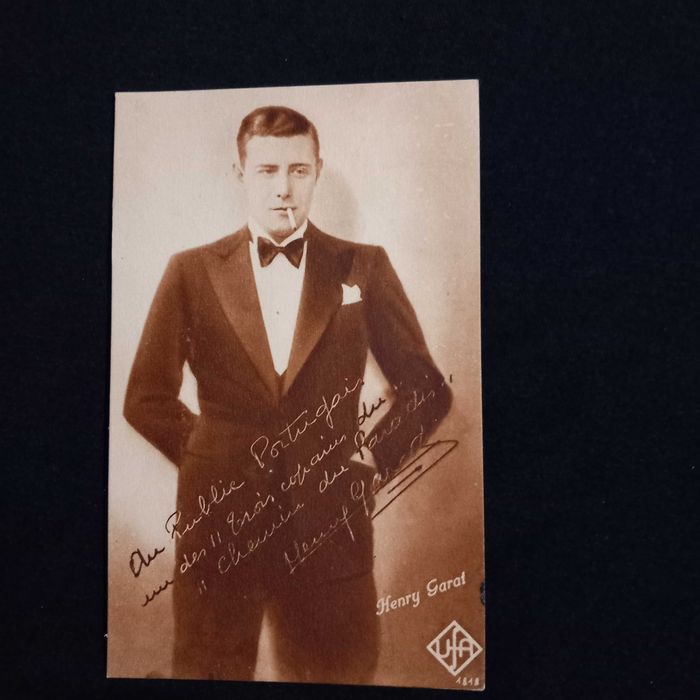 Au Public Portugais
un des "trois copains du"
"chemin du Paradis"
Henry Garat
Henry Garat
UFA
1818